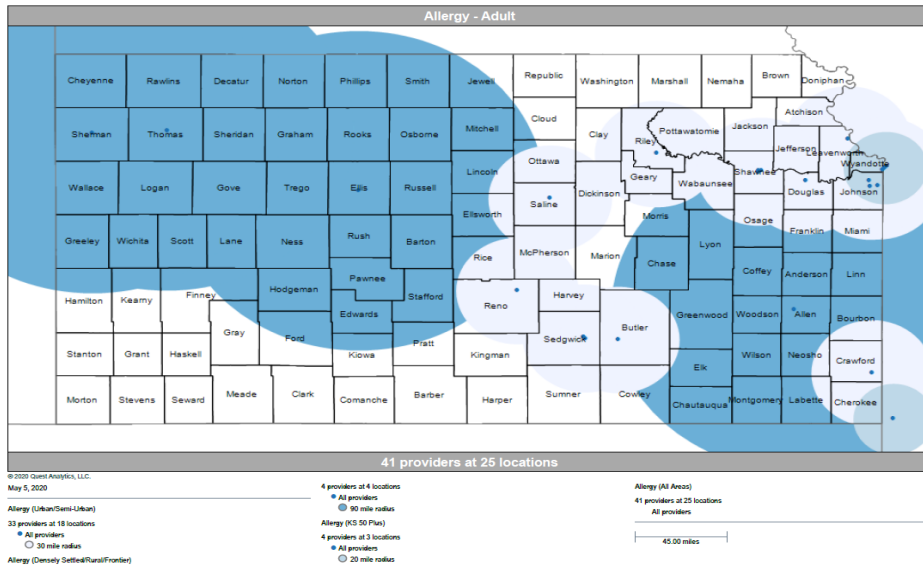 Allergy - Adult
Cheyenne Rawlins Decatur Norton Phillips Smith Jewell Republic Washington Marshall Nemaha Brown Doniphan
Sherman Thomas Sheridan Graham Rooks Osborne Mitchell Cloud Clay Riley Pottawatomie Jackson Atchison
Jefferson Leavenworth
Wallace Logan Gove Trego Ellis Russell Lincoln Ottawa Geary Wabaunsee Shawnee Wyandotte
Saline Dickinson Douglas Johnson
Greeley Wichita Scott Lane Ness Rush Barton Ellsworth Morris Osage Franklin Miami
Rice McPherson Marion Chase Lyon
Hamilton Kearny Finney Hodgeman Pawnee Stafford Coffey Anderson Linn
Edwards Reno Harvey Greenwood Woodson Allen Bourbon
Gray Ford Sedgwick Butler
Stanton Grant Haskell Kiowa Pratt Kingman Elk Wilson Neosho Crawford
Morton Stevens Seward Meade Clark Comanche Barber Harper Sumner Cowley Chautauqua Montgomery Labette Cherokee
41 providers at 25 locations
© 2020 Quest Analytics, LLC.
May 5, 2020
Allergy (Urban/Semi-Urban)
33 providers at 18 locations
All providers
30 mile radius
Allergy (Densely Settled/Rural/Frontier)
4 providers at 4 locations
All providers
90 mile radius
Allergy (KS 50 Plus)
4 providers at 3 locations
All providers
20 mile radius
Allergy (All Areas)
41 providers at 25 locations
All providers
45.00 miles